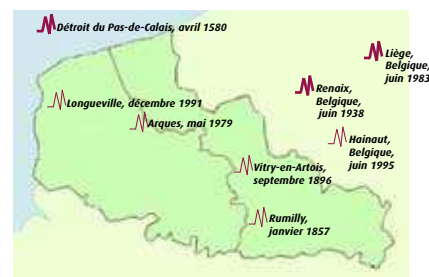 Détroit du Pas-de-Calais, avril 1580
Liège,
Belgique,
juin 1983
Renaix,
Belgique,
juin 1938
Longueville, décembre 1991
Arques, mai 1979
Hainaut,
Belgique,
juin 1995
Vitry-en-Artois,
septembre 1896
Rumilly,
janvier 1857